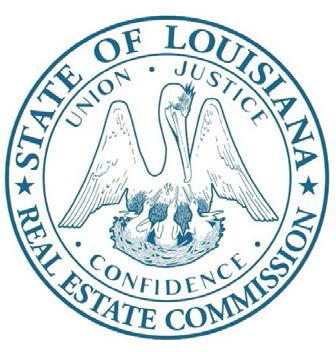 STATE OF LOUISIANA
UNION · JUSTICE
· CONFIDENCE ·
REAL ESTATE COMMISSION